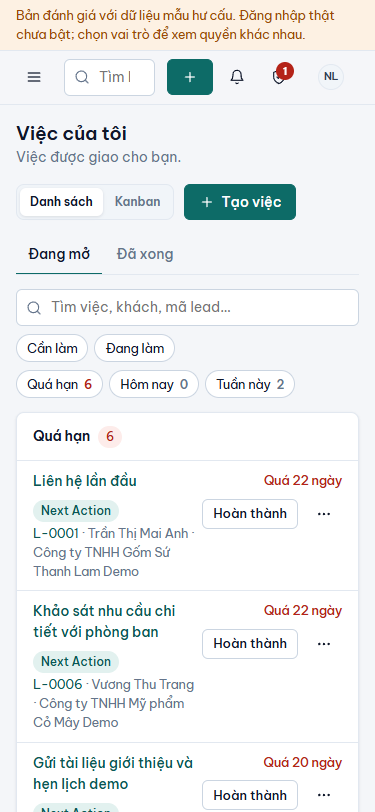 Bản đánh giá với dữ liệu mẫu hư cấu. Đăng nhập thật
chưa bật; chọn vai trò để xem quyền khác nhau.
Tìm
1
NL
Việc của tôi
Việc được giao cho bạn.
Danh sách
Kanban
Tạo việc
Đang mở
Đã xong
Tìm việc, khách, mã lead...
Cần làm
Đang làm
Quá hạn 6
Hôm nay 0
Tuần này 2
Quá hạn 6
Liên hệ lần đầu
Quá 22 ngày
Next Action
Hoàn thành
L-0001 · Trần Thị Mai Anh ·
Công ty TNHH Gốm Sứ
Thanh Lam Demo
Khảo sát nhu cầu chi
tiết với phòng ban
Quá 22 ngày
Next Action
Hoàn thành
L-0006 · Vương Thu Trang
· Công ty TNHH Mỹ phẩm
Cỏ Mây Demo
Gửi tài liệu giới thiệu và
hẹn lịch demo
Quá 20 ngày
Next Action
Hoàn thành